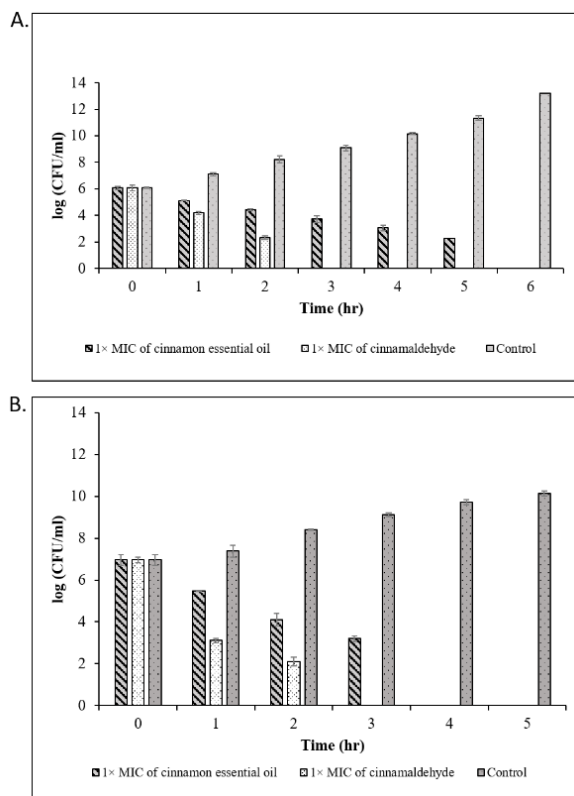 A.
14
12
10
8
6
4
2
0
log (CFU/ml)
0 1 2 3 4 5 6
Time (hr)
1× MIC of cinnamon essential oil 1× MIC of cinnamaldehyde Control
B.
14
12
10
8
6
4
2
0
log (CFU/ml)
0 1 2 3 4 5
Time (hr)
1× MIC of cinnamon essential oil 1× MIC of cinnamaldehyde Control